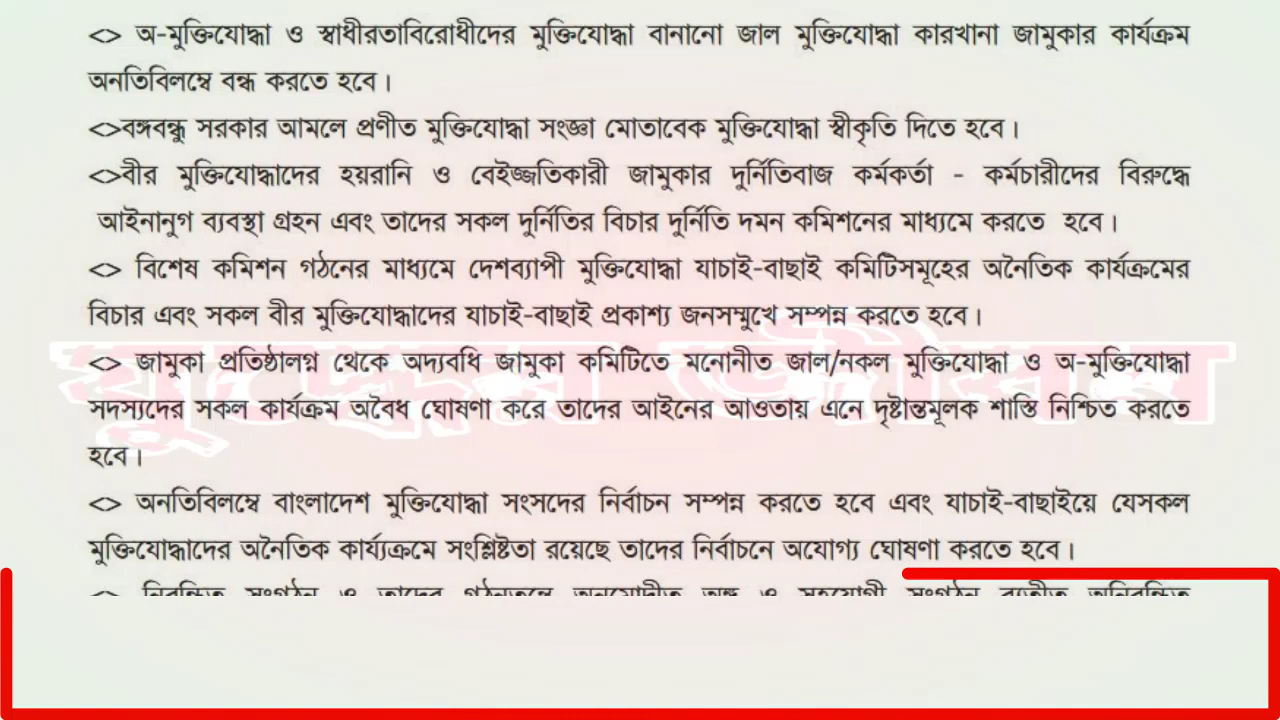 <> অ-মুক্তিযোদ্ধা ও স্বাধীরতাবিরোধীদের মুক্তিযোদ্ধা বানানো জাল মুক্তিযোদ্ধা কারখানা জামুকার কার্যক্রম
অনতিবিলম্বে বন্ধ করতে হবে।
<>বঙ্গবন্ধু সরকার আমলে প্রণীত মুক্তিযোদ্ধা সংজ্ঞা মোতাবেক মুক্তিযোদ্ধা স্বীকৃতি দিতে হবে।
<>বীর মুক্তিযোদ্ধাদের হয়রানি ও বেইজ্জতিকারী জামুকার দুর্নিতিবাজ কর্মকর্তা - কর্মচারীদের বিরুদ্ধে
আইনানুগ ব্যবস্থা গ্রহন এবং তাদের সকল দুর্নিতির বিচার দুর্নিতি দমন কমিশনের মাধ্যমে করতে হবে।
<> বিশেষ কমিশন গঠনের মাধ্যমে দেশব্যাপী মুক্তিযোদ্ধা যাচাই-বাছাই কমিটিসমূহের অনৈতিক কার্যক্রমের
বিচার এবং সকল বীর মুক্তিযোদ্ধাদের যাচাই-বাছাই প্রকাশ্য জনসম্মুখে সম্পন্ন করতে হবে।
<> জামুকা প্রতিষ্ঠালগ্ন থেকে অদ্যবধি জামুকা কমিটিতে মনোনীত জাল/নকল মুক্তিযোদ্ধা ও অ-মুক্তিযোদ্ধা
সদস্যদের সকল কার্যক্রম অবৈধ ঘোষণা করে তাদের আইনের আওতায় এনে দৃষ্টান্তমূলক শাস্তি নিশ্চিত করতে
হবে।
<> অনতিবিলম্বে বাংলাদেশ মুক্তিযোদ্ধা সংসদের নির্বাচন সম্পন্ন করতে হবে এবং যাচাই-বাছাইয়ে যেসকল
মুক্তিযোদ্ধাদের অনৈতিক কার্য্যক্রমে সংশ্লিষ্টতা রয়েছে তাদের নির্বাচনে অযোগ্য ঘোষণা করতে হবে।